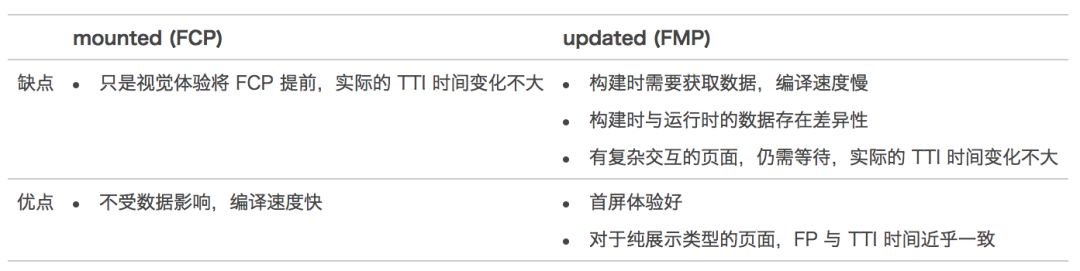 mounted (FCP) updated (FMP)
缺点 • 只是视觉体验将 FCP 提前，实际的 TTI 时间变化不大 • 构建时需要获取数据，编译速度慢
• 构建时与运行时的数据存在差异性
• 有复杂交互的页面，仍需等待，实际的 TTI 时间变化不大
优点 • 不受数据影响，编译速度快 • 首屏体验好
• 对于纯展示类型的页面，FP 与 TTI 时间近乎一致